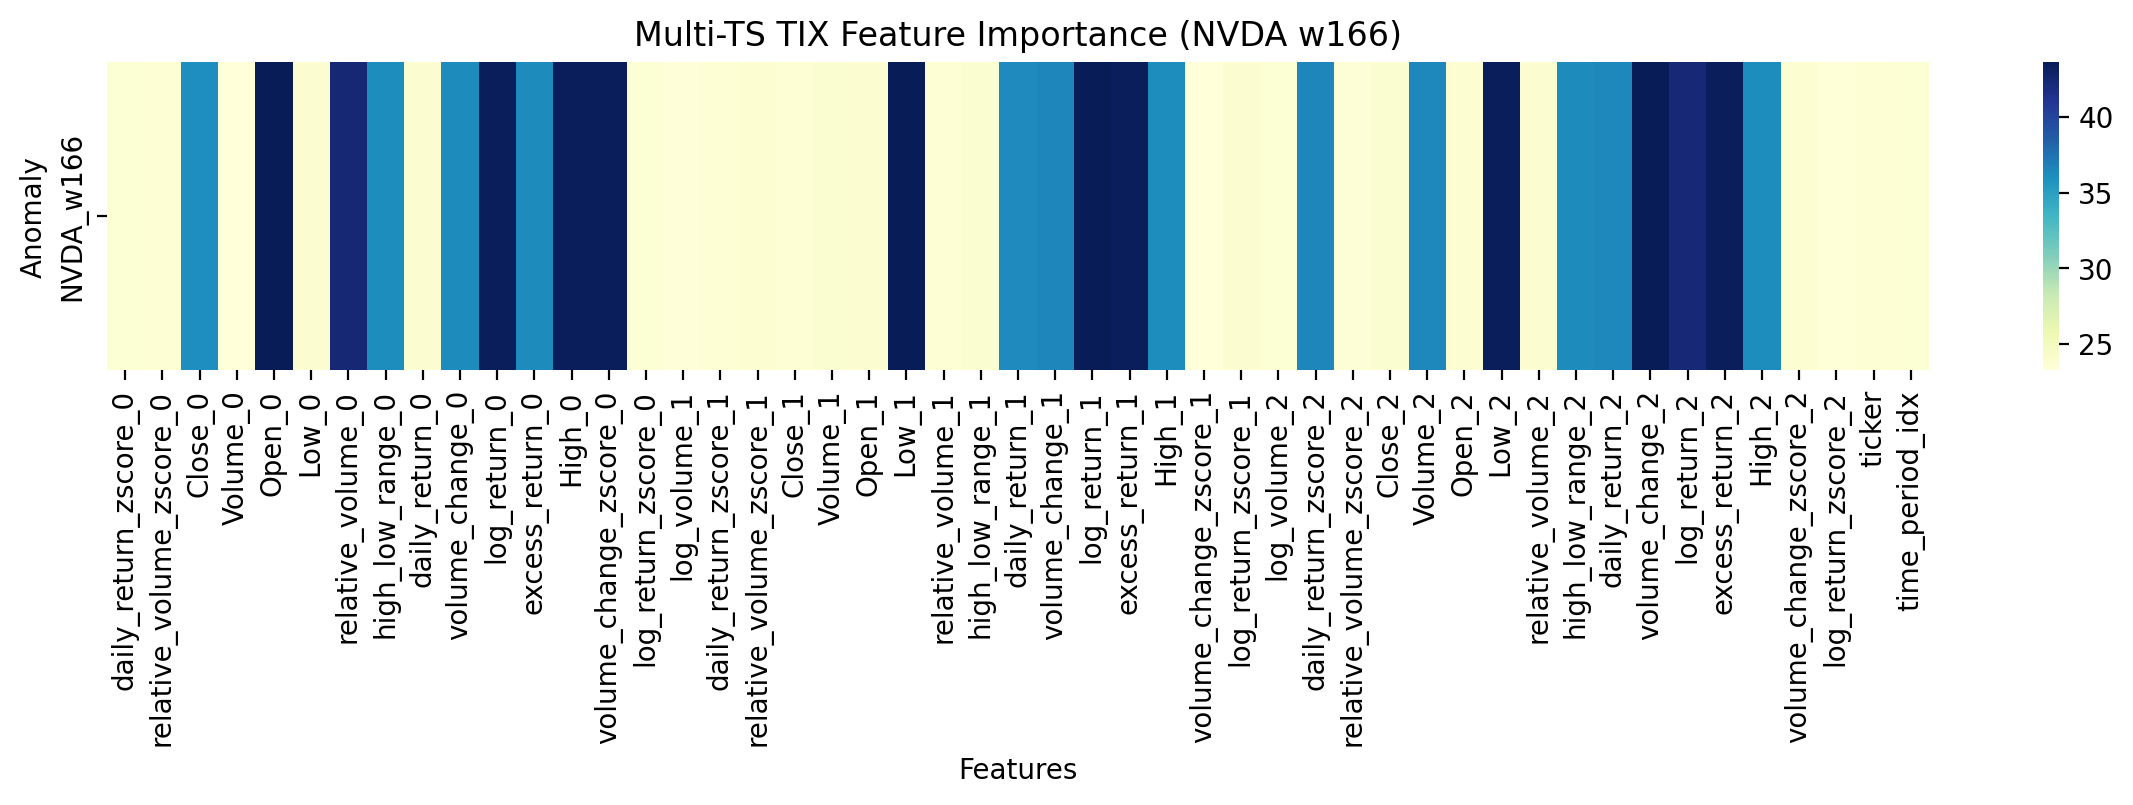 Multi-TS TIX Feature Importance (NVDA w166)
Anomaly
NVDA_w166
40
35
30
25
daily_return_zscore_0
relative_volume_zscore_0
Close_0
Volume_0
Open_0
Low_0
relative_volume_0
high_low_range_0
daily_return_0
volume_change_0
log_return_0
excess_return_0
High_0
volume_change_zscore_0
log_return_zscore_0
log_volume_1
daily_return_zscore_1
relative_volume_zscore_1
Close_1
Volume_1
Open_1
Low_1
relative_volume_1
high_low_range_1
daily_return_1
volume_change_1
log_return_1
excess_return_1
High_1
volume_change_zscore_1
log_return_zscore_1
log_volume_2
daily_return_zscore_2
relative_volume_zscore_2
Close_2
Volume_2
Open_2
Low_2
relative_volume_2
high_low_range_2
daily_return_2
volume_change_2
log_return_2
excess_return_2
High_2
volume_change_zscore_2
log_return_zscore_2
ticker
time_period_idx
Features